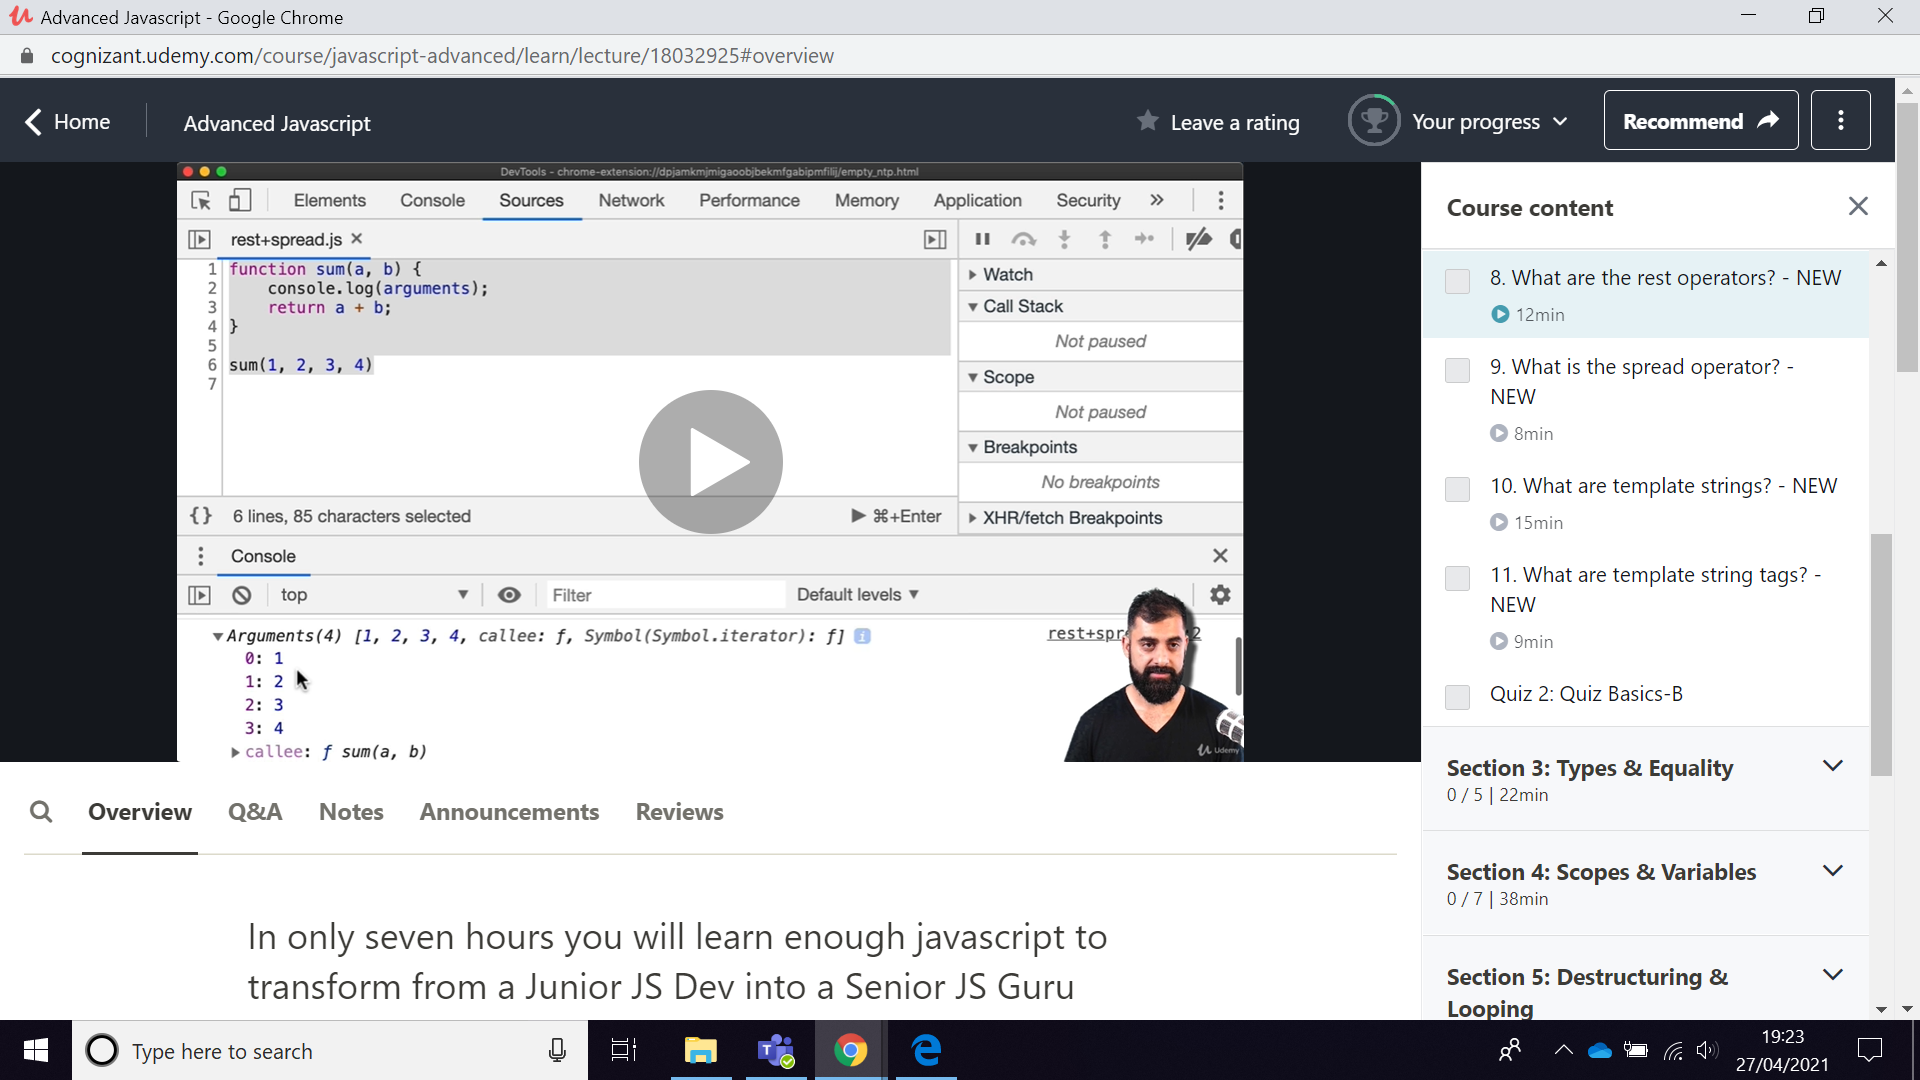 Advanced Javascript - Google Chrome
cognizant.udemy.com/course/javascript-advanced/learn/lecture/18032925#overview
Home
Advanced Javascript
Leave a rating
Your progress
Recommend
DevTools - chrome-extension://dpjamkmjmigaoobjbekmfgabipmfilij/empty_ntp.html
Elements Console Sources Network Performance Memory Application Security »
rest+spread.js
1 function sum(a, b) {
2 console.log(arguments);
3 return a + b;
4 }
5
6 sum(1, 2, 3, 4)
7
{} 6 lines, 85 characters selected
⌘+Enter
Watch
Call Stack
Not paused
Scope
Not paused
Breakpoints
No breakpoints
XHR/fetch Breakpoints
Console
top
Filter
Default levels
Arguments(4) [1, 2, 3, 4, callee: ƒ, Symbol(Symbol.iterator): ƒ] i
0: 1
1: 2
2: 3
3: 4
callee: ƒ sum(a, b)
Udemy
Course content
8. What are the rest operators? - NEW
12min
9. What is the spread operator? -
NEW
8min
10. What are template strings? - NEW
15min
11. What are template string tags? -
NEW
9min
Quiz 2: Quiz Basics-B
Section 3: Types & Equality
0 / 5 | 22min
Section 4: Scopes & Variables
0 / 7 | 38min
Section 5: Destructuring &
Looping
Overview Q&A Notes Announcements Reviews
In only seven hours you will learn enough javascript to
transform from a Junior JS Dev into a Senior JS Guru
Type here to search
19:23
27/04/2021